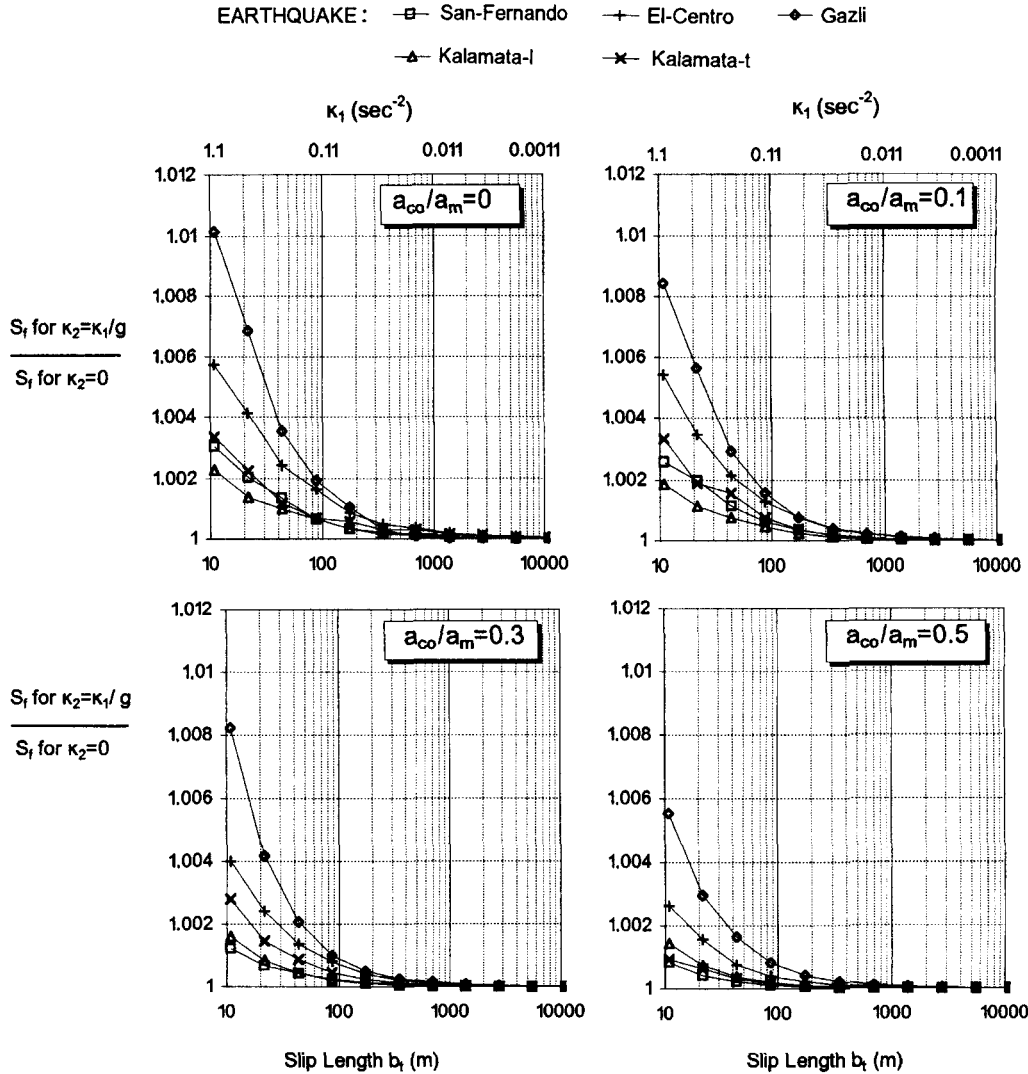 EARTHQUAKE: San-Fernando El-Centro Gazli
Kalamata-l Kalamata-t
κ₁ (sec⁻²) κ₁ (sec⁻²)
1.1 0.11 0.011 0.0011 1.1 0.11 0.011 0.0011
a_co/a_m=0 a_co/a_m=0.1
1.012 1.012
1.01 1.01
1.008 1.008
S_f for κ₂=κ₁/g
S_f for κ₂=0
1.006 1.006
1.004 1.004
1.002 1.002
1 1
10 100 1000 10000 10 100 1000 10000
a_co/a_m=0.3 a_co/a_m=0.5
1.012 1.012
1.01 1.01
S_f for κ₂=κ₁/ g
S_f for κ₂=0
1.008 1.008
1.006 1.006
1.004 1.004
1.002 1.002
1 1
10 100 1000 10000 10 100 1000 10000
Slip Length b_t (m) Slip Length b_t (m)